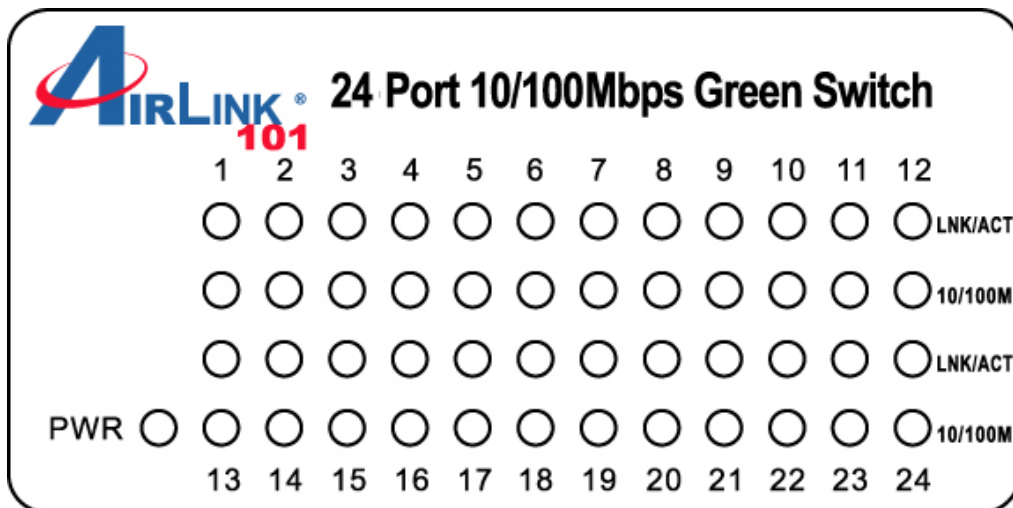 AIRLINK® 101
24 Port 10/100Mbps Green Switch
1 2 3 4 5 6 7 8 9 10 11 12
LNK/ACT
10/100M
LNK/ACT
PWR 10/100M
13 14 15 16 17 18 19 20 21 22 23 24